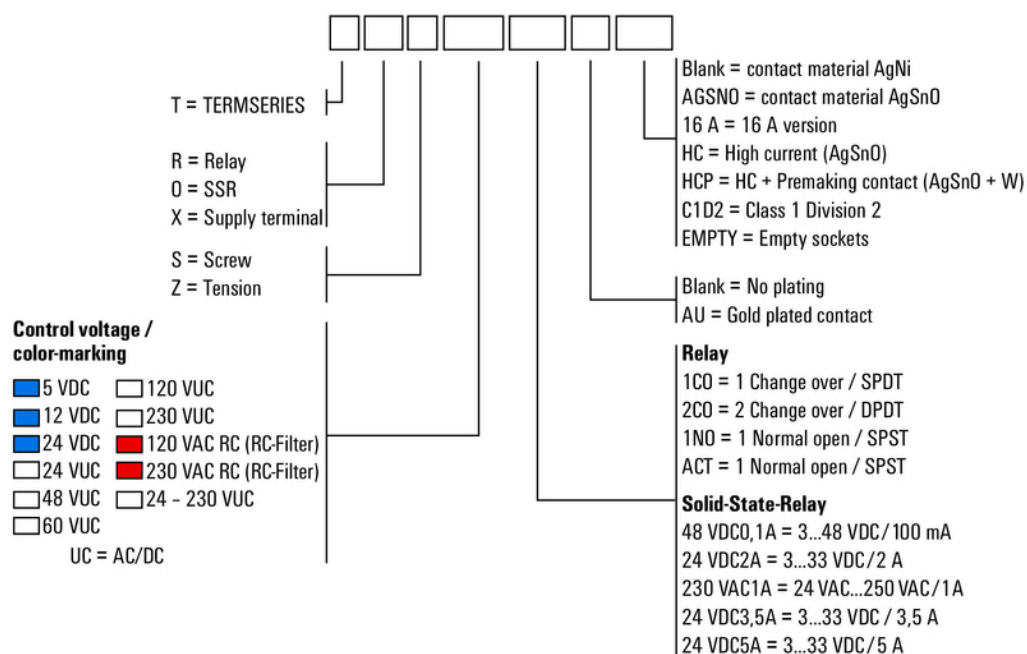 T = TERMSERIES
R = Relay
O = SSR
X = Supply terminal
S = Screw
Z = Tension
Control voltage /
color-marking
5 VDC
12 VDC
24 VDC
24 VUC
48 VUC
60 VUC
120 VUC
230 VUC
120 VAC RC (RC-Filter)
230 VAC RC (RC-Filter)
24 – 230 VUC
UC = AC/DC
Blank = contact material AgNi
AGSNO = contact material AgSnO
16 A = 16 A version
HC = High current (AgSnO)
HCP = HC + Premaking contact (AgSnO + W)
C1D2 = Class 1 Division 2
EMPTY = Empty sockets
Blank = No plating
AU = Gold plated contact
Relay
1CO = 1 Change over / SPDT
2CO = 2 Change over / DPDT
1NO = 1 Normal open / SPST
ACT = 1 Normal open / SPST
Solid-State-Relay
48 VDC0,1A = 3...48 VDC/100 mA
24 VDC2A = 3...33 VDC/2 A
230 VAC1A = 24 VAC...250 VAC/1A
24 VDC3,5A = 3...33 VDC / 3,5 A
24 VDC5A = 3...33 VDC/5 A